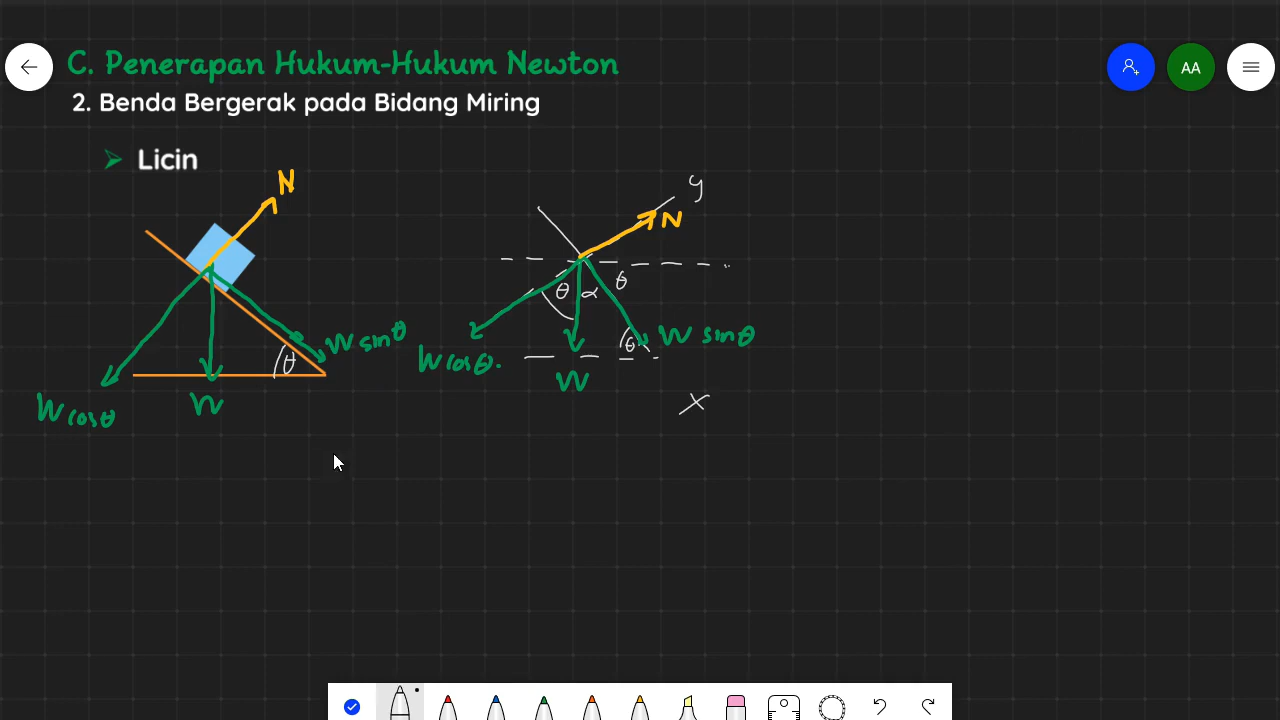 C. Penerapan Hukum-Hukum Newton
2. Benda Bergerak pada Bidang Miring
AA
Licin
N
y
N
θ
θ α
W sinθ
θ
W sinθ
θ
W cosθ.
W cosθ
W
W
x